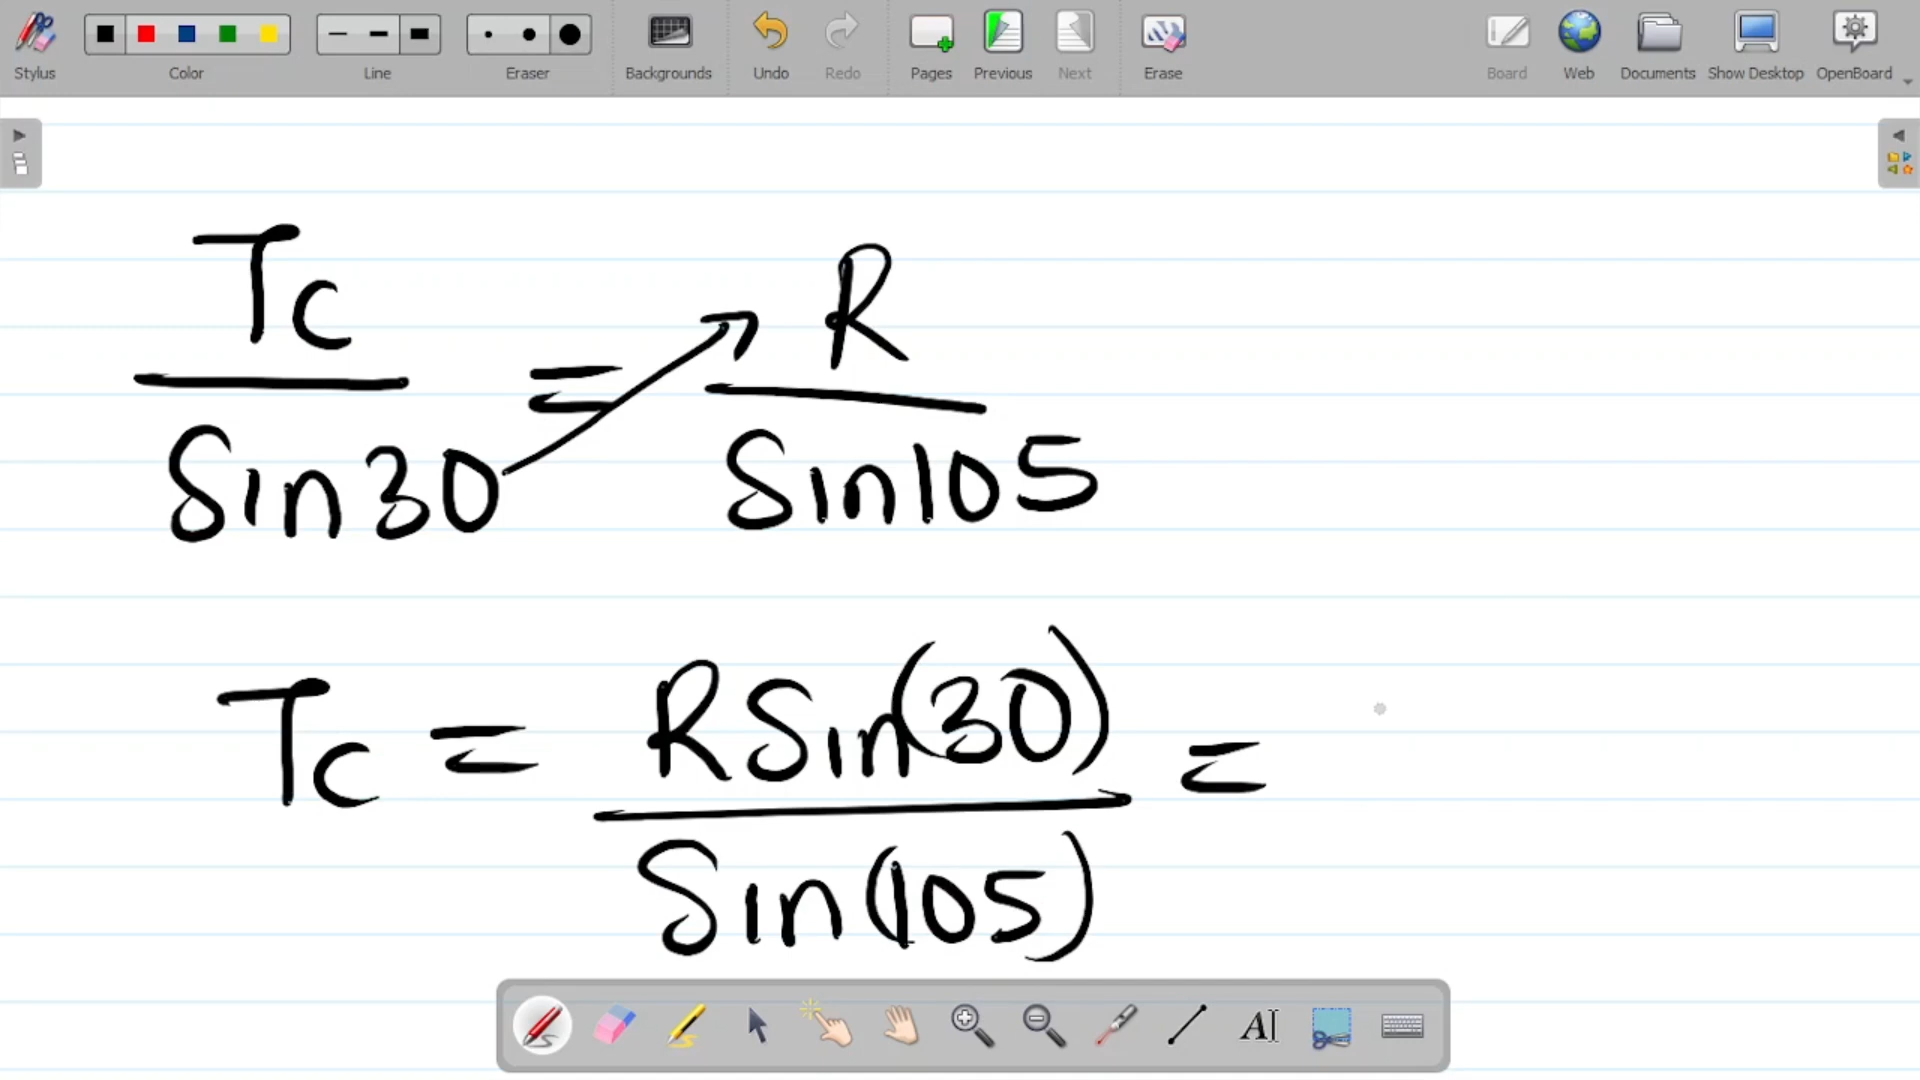 Stylus Color Line Eraser Backgrounds Undo Redo Pages Previous Next Erase Board Web Documents Show Desktop OpenBoard
Tc R
=
Sin30 Sin105
Tc = RSin(30) =
Sin(105)
AI